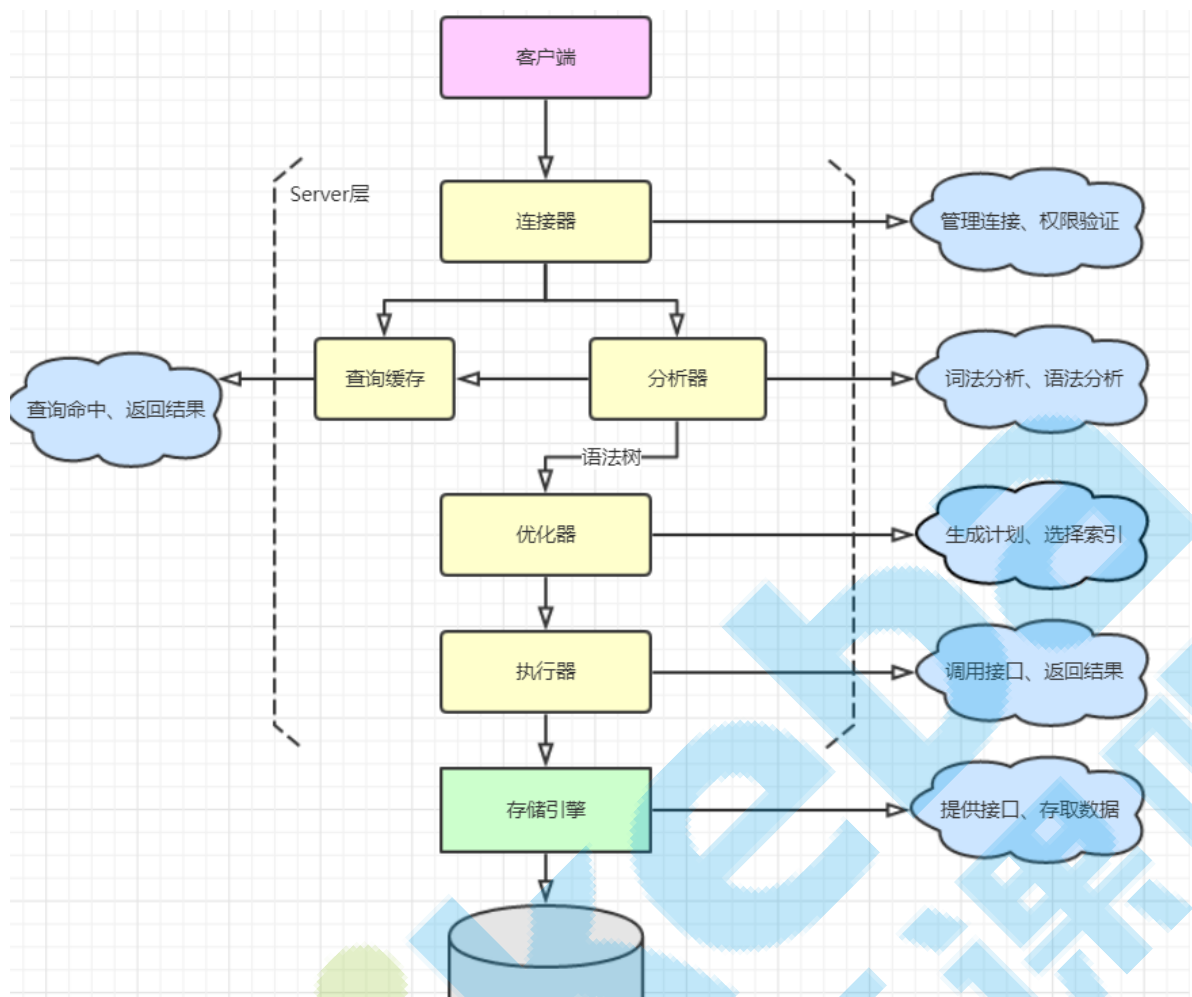 客户端
Server层
连接器
管理连接、权限验证
查询缓存
分析器
词法分析、语法分析
查询命中、返回结果
语法树
优化器
生成计划、选择索引
执行器
调用接口、返回结果
存储引擎
提供接口、存取数据